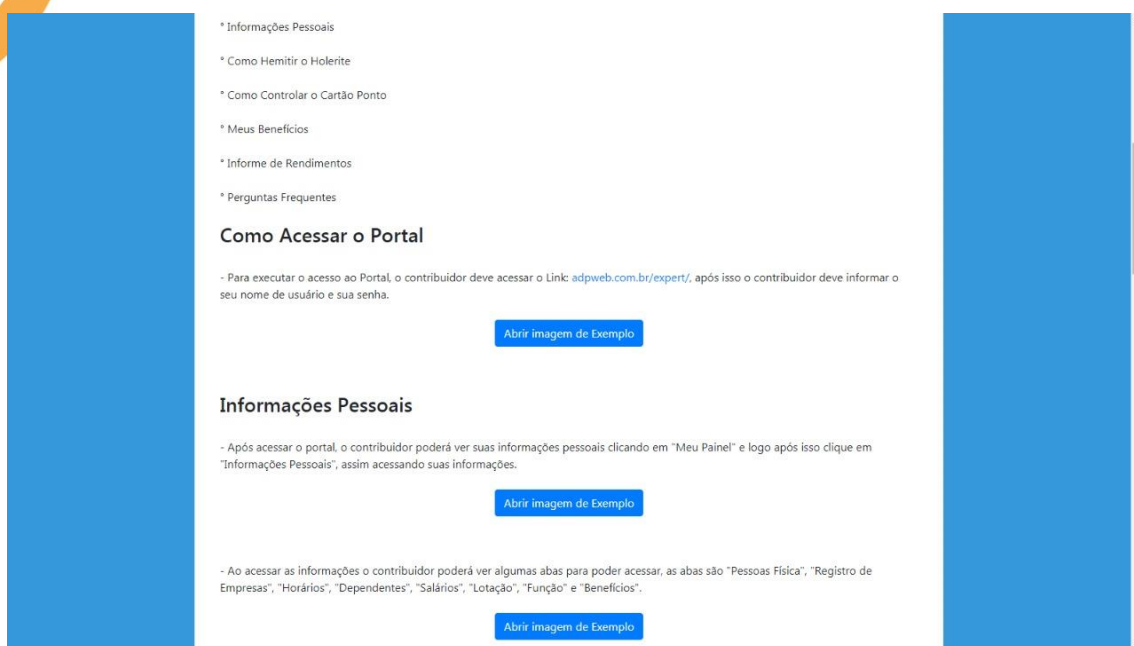 ° Informações Pessoais
° Como Hemitir o Holerite
° Como Controlar o Cartão Ponto
° Meus Benefícios
° Informe de Rendimentos
° Perguntas Frequentes
Como Acessar o Portal
- Para executar o acesso ao Portal, o contribuidor deve acessar o Link: adpweb.com.br/expert/, após isso o contribuidor deve informar o
seu nome de usuário e sua senha.
Abrir imagem de Exemplo
Informações Pessoais
- Após acessar o portal, o contribuidor poderá ver suas informações pessoais clicando em "Meu Painel" e logo após isso clique em
"Informações Pessoais", assim acessando suas informações.
Abrir imagem de Exemplo
- Ao acessar as informações o contribuidor poderá ver algumas abas para poder acessar, as abas são "Pessoas Física", "Registro de
Empresas", "Horários", "Dependentes", "Salários", "Lotação", "Função" e "Benefícios".
Abrir imagem de Exemplo